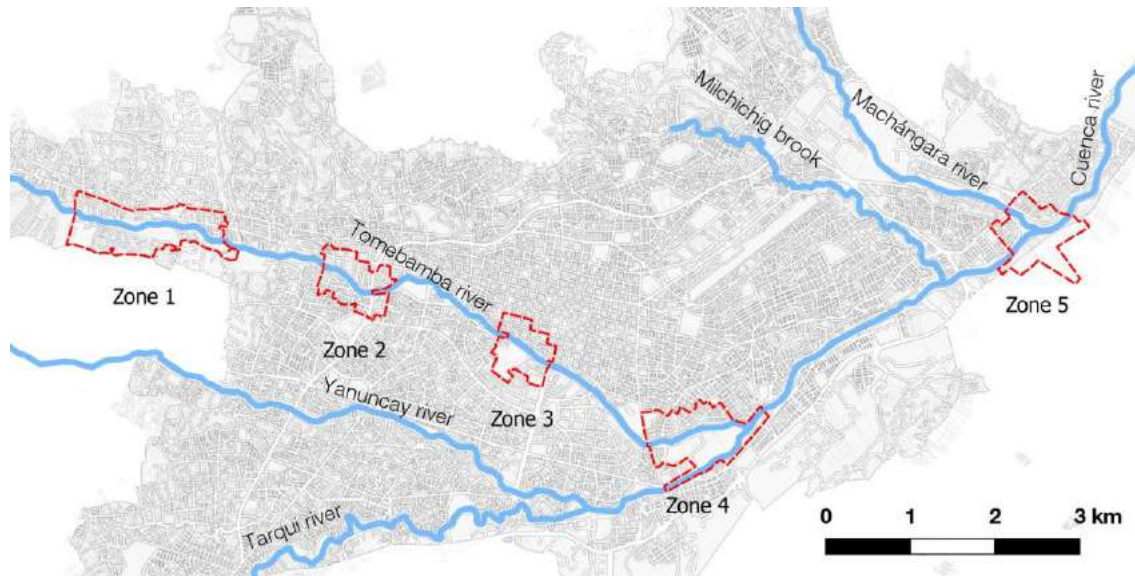 Milchichig brook
Machángara river
Cuenca river
Tomebamba river
Zone 1
Zone 2
Zone 3
Zone 4
Zone 5
Yanuncay river
Tarqui river
0 1 2 3 km